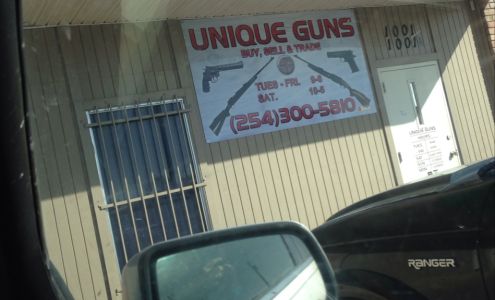 UNIQUE GUNS
BUY, SELL & TRADE
TUES - FRI. 9-6
SAT. 10-5
(254)300-5810
1001
1001
UNIQUE GUNS
RANGER